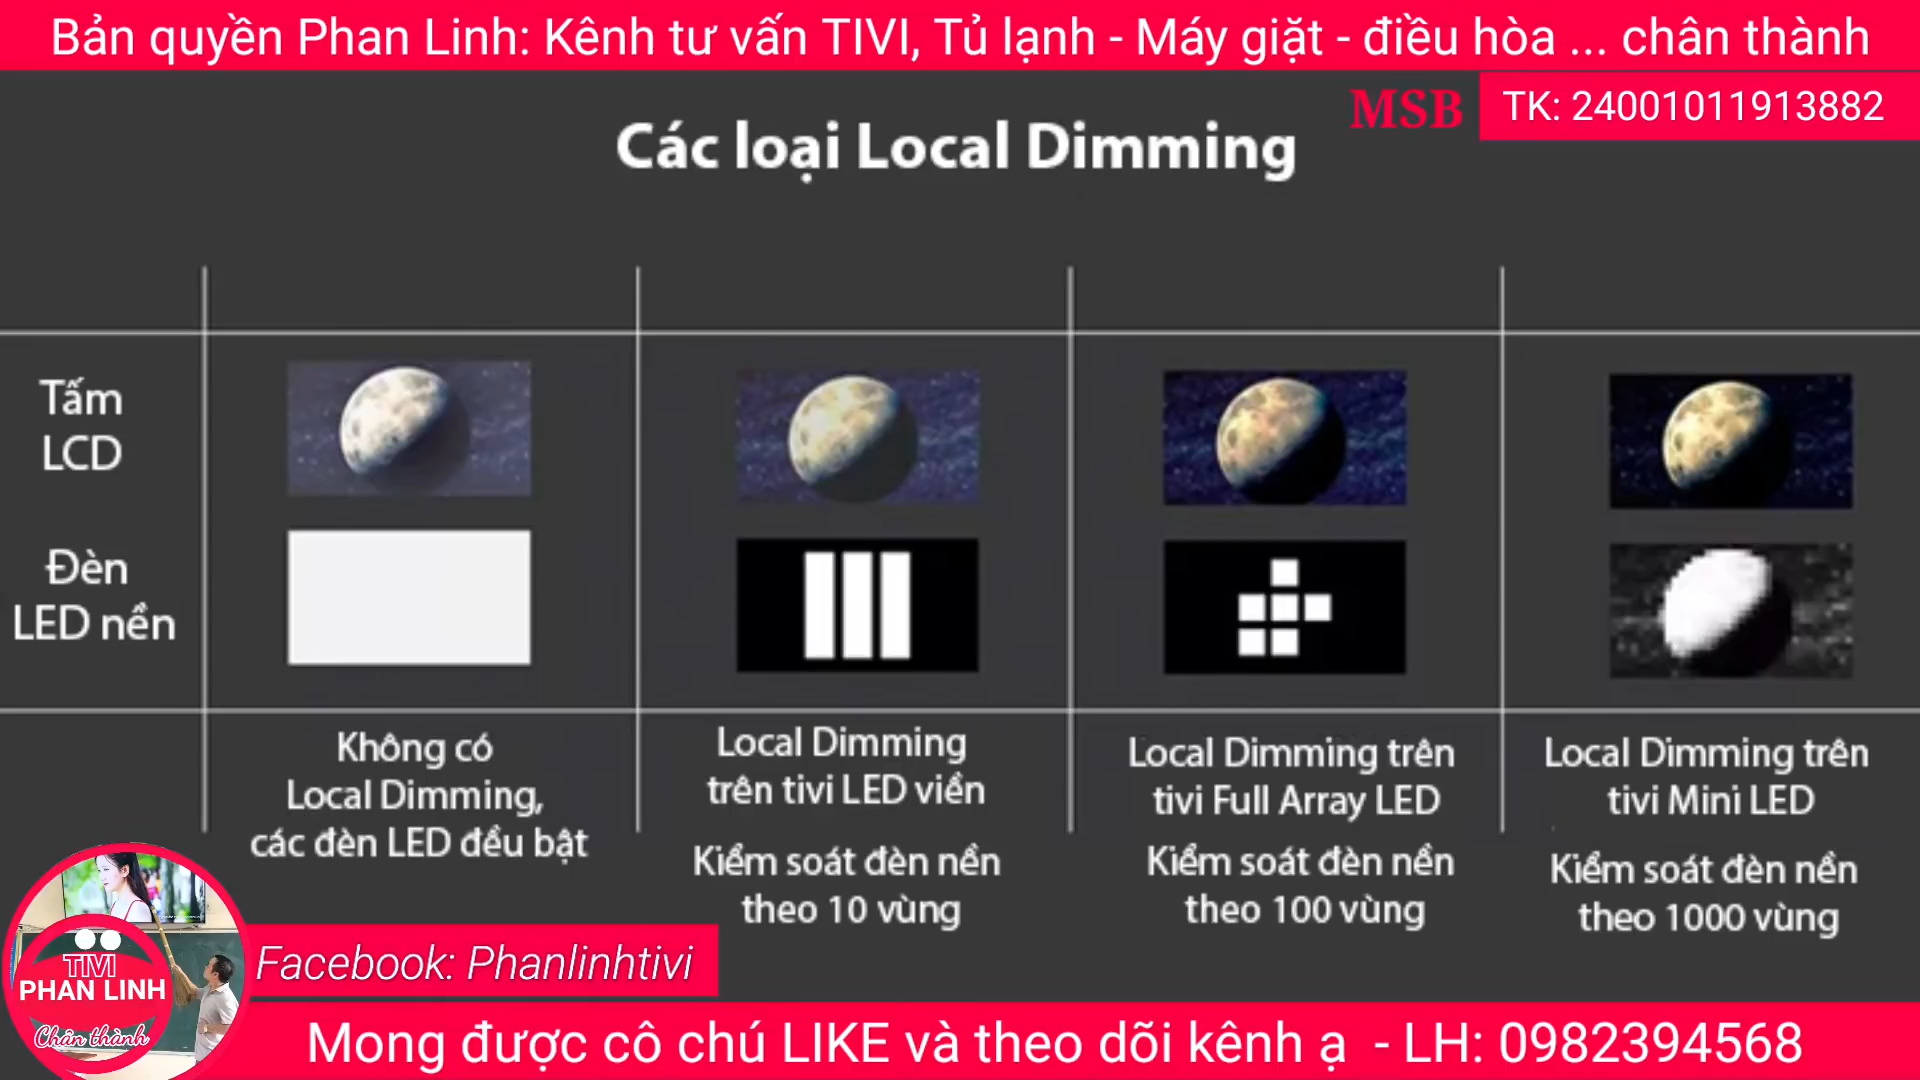 Bản quyền Phan Linh: Kênh tư vấn TIVI, Tủ lạnh - Máy giặt - điều hòa ... chân thành
MSB TK: 24001011913882
Các loại Local Dimming
Tấm
LCD
Đèn
LED nền
Không có
Local Dimming,
các đèn LED đều bật
Local Dimming
trên tivi LED viền
Kiểm soát đèn nền
theo 10 vùng
Local Dimming trên
tivi Full Array LED
Kiểm soát đèn nền
theo 100 vùng
Local Dimming trên
tivi Mini LED
Kiểm soát đèn nền
theo 1000 vùng
TIVI
PHAN LINH
Chân thành
Facebook: Phanlinhtivi
Mong được cô chú LIKE và theo dõi kênh ạ - LH: 0982394568